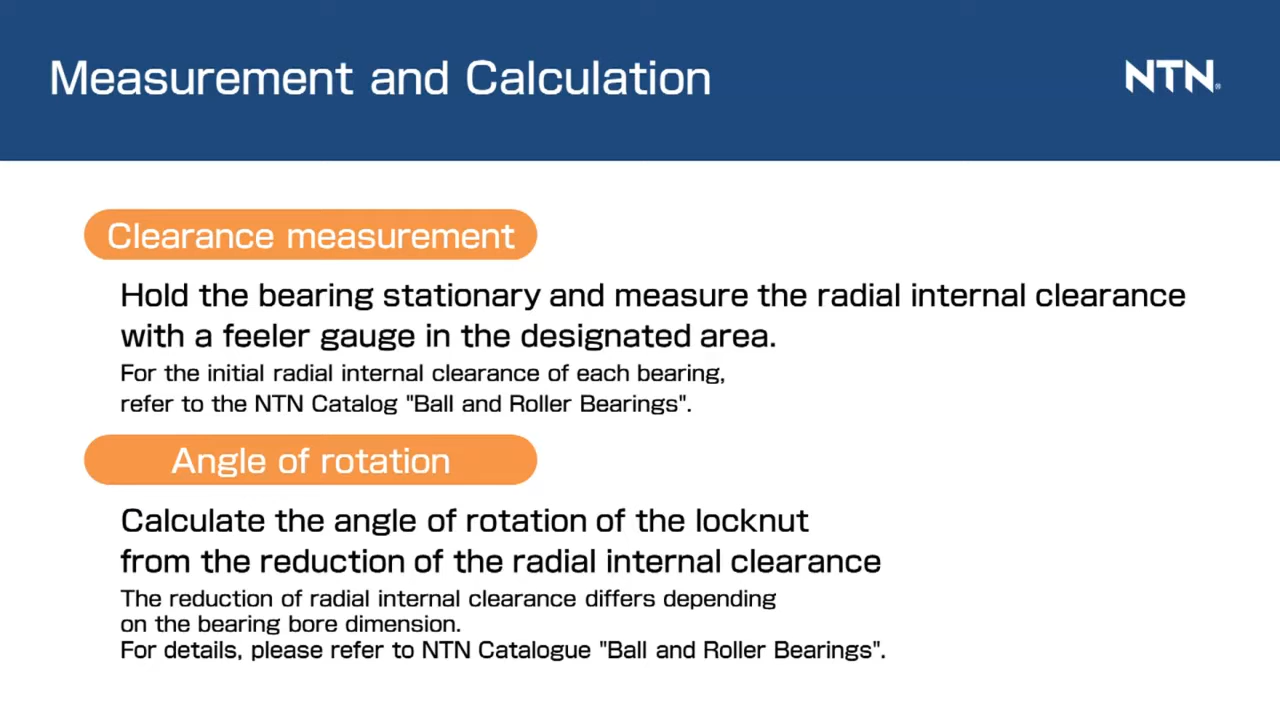 Measurement and Calculation
NTN®
Clearance measurement
Hold the bearing stationary and measure the radial internal clearance
with a feeler gauge in the designated area.
For the initial radial internal clearance of each bearing,
refer to the NTN Catalog "Ball and Roller Bearings".
Angle of rotation
Calculate the angle of rotation of the locknut
from the reduction of the radial internal clearance
The reduction of radial internal clearance differs depending
on the bearing bore dimension.
For details, please refer to NTN Catalogue "Ball and Roller Bearings".